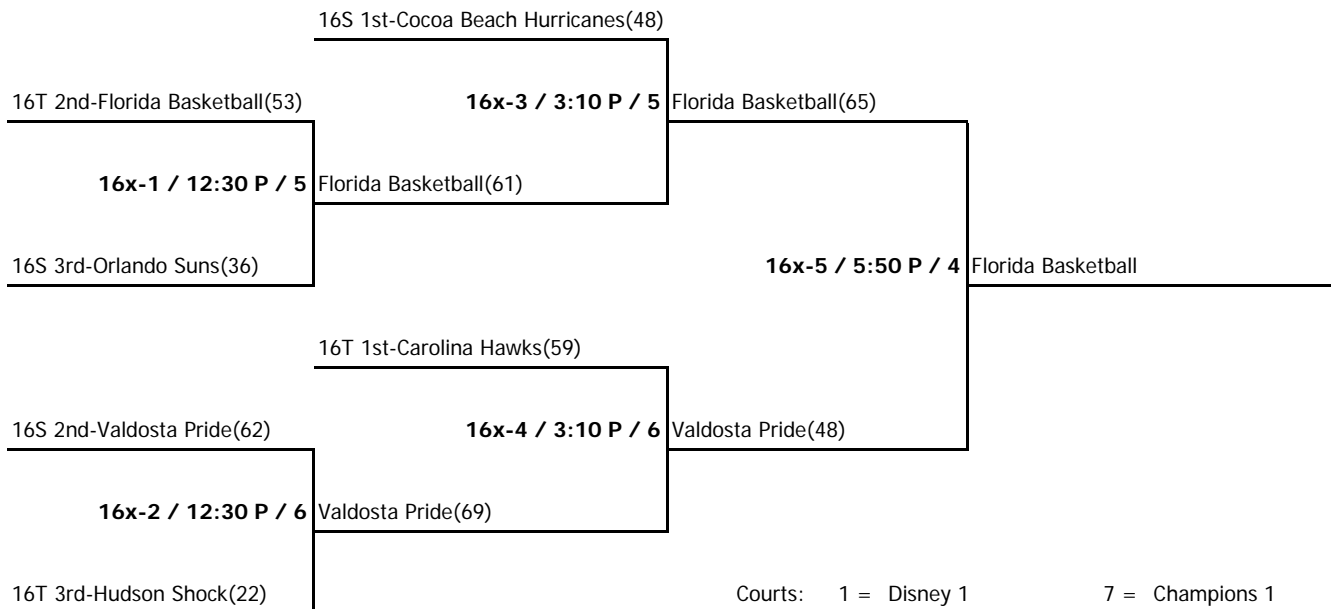 16S 1st-Cocoa Beach Hurricanes(48)
16T 2nd-Florida Basketball(53)
16x-3 / 3:10 P / 5
Florida Basketball(65)
16x-1 / 12:30 P / 5
Florida Basketball(61)
16S 3rd-Orlando Suns(36)
16x-5 / 5:50 P / 4
Florida Basketball
16T 1st-Carolina Hawks(59)
16S 2nd-Valdosta Pride(62)
16x-4 / 3:10 P / 6
Valdosta Pride(48)
16x-2 / 12:30 P / 6
Valdosta Pride(69)
16T 3rd-Hudson Shock(22)
Courts: 1 = Disney 1 7 = Champions 1